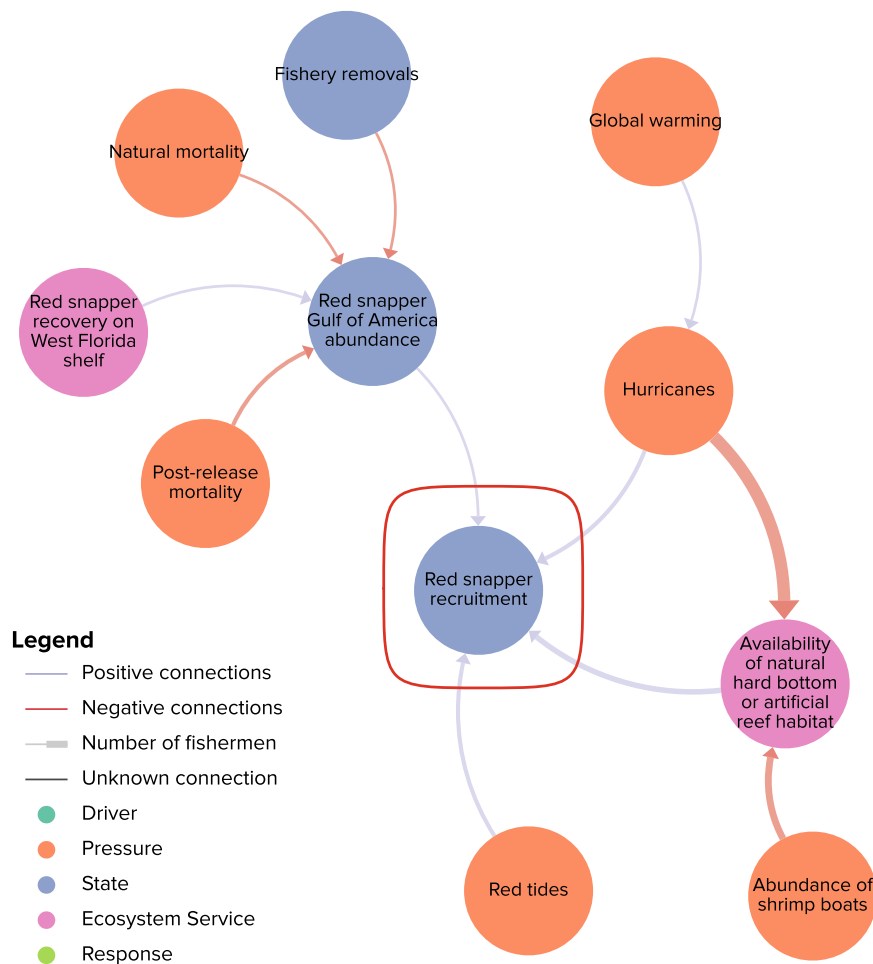 Fishery removals
Global warming
Natural mortality
Red snapper
recovery on
West Florida
shelf
Red snapper
Gulf of America
abundance
Hurricanes
Post-release
mortality
Red snapper
recruitment
Availability
of natural
hard bottom
or artificial
reef habitat
Red tides
Abundance of
shrimp boats
Legend
Positive connections
Negative connections
Number of fishermen
Unknown connection
Driver
Pressure
State
Ecosystem Service
Response